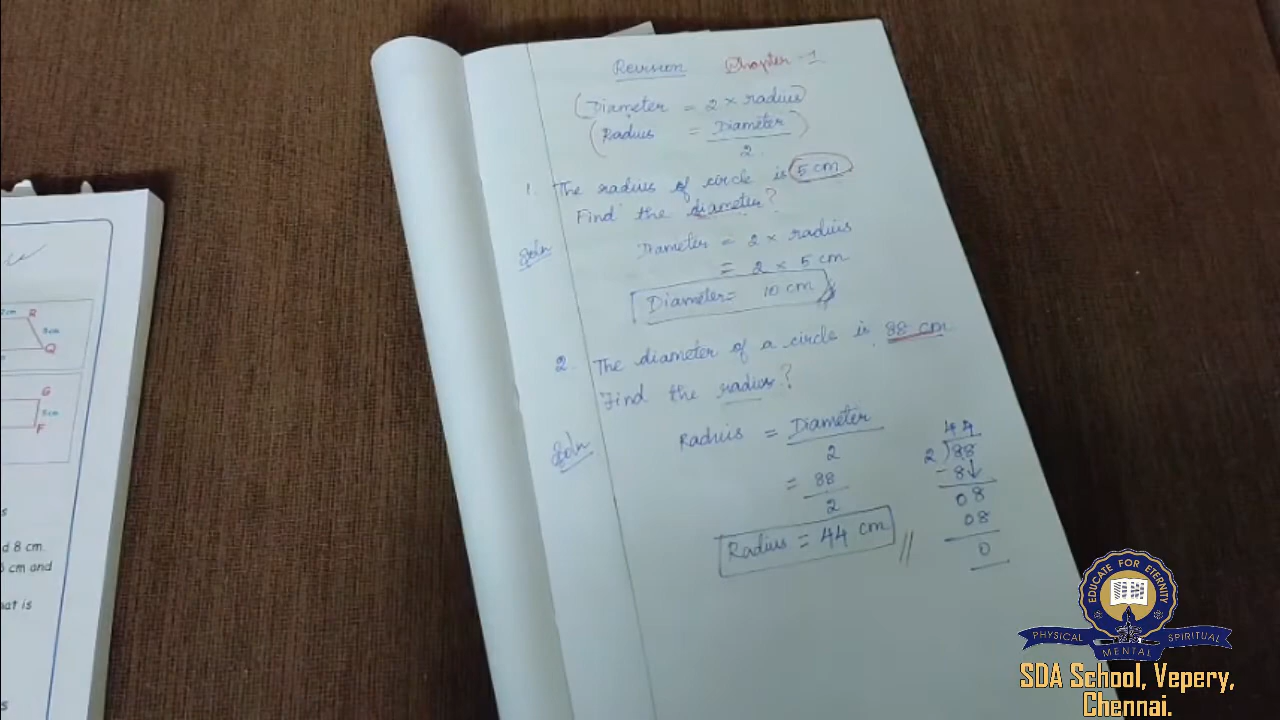 Revision Chapter - 1
(Diameter = 2 × radius)
(Radius = Diameter
2
1. The radius of circle is 5 cm
Find the diameter?
Soln
Diameter = 2 × radius
= 2 × 5 cm
Diameter = 10 cm
2. The diameter of a circle is 88 cm
Find the radius?
Soln
Radius = Diameter
2
= 88
2
Radius = 44 cm //
44
2 ) 88
- 8↓
08
08
0
R
Q
G
F
d 8 cm.
cm and
at is
EDUCATE FOR ETERNITY
PHYSICAL MENTAL SPIRITUAL
SDA School, Vepery,
Chennai.